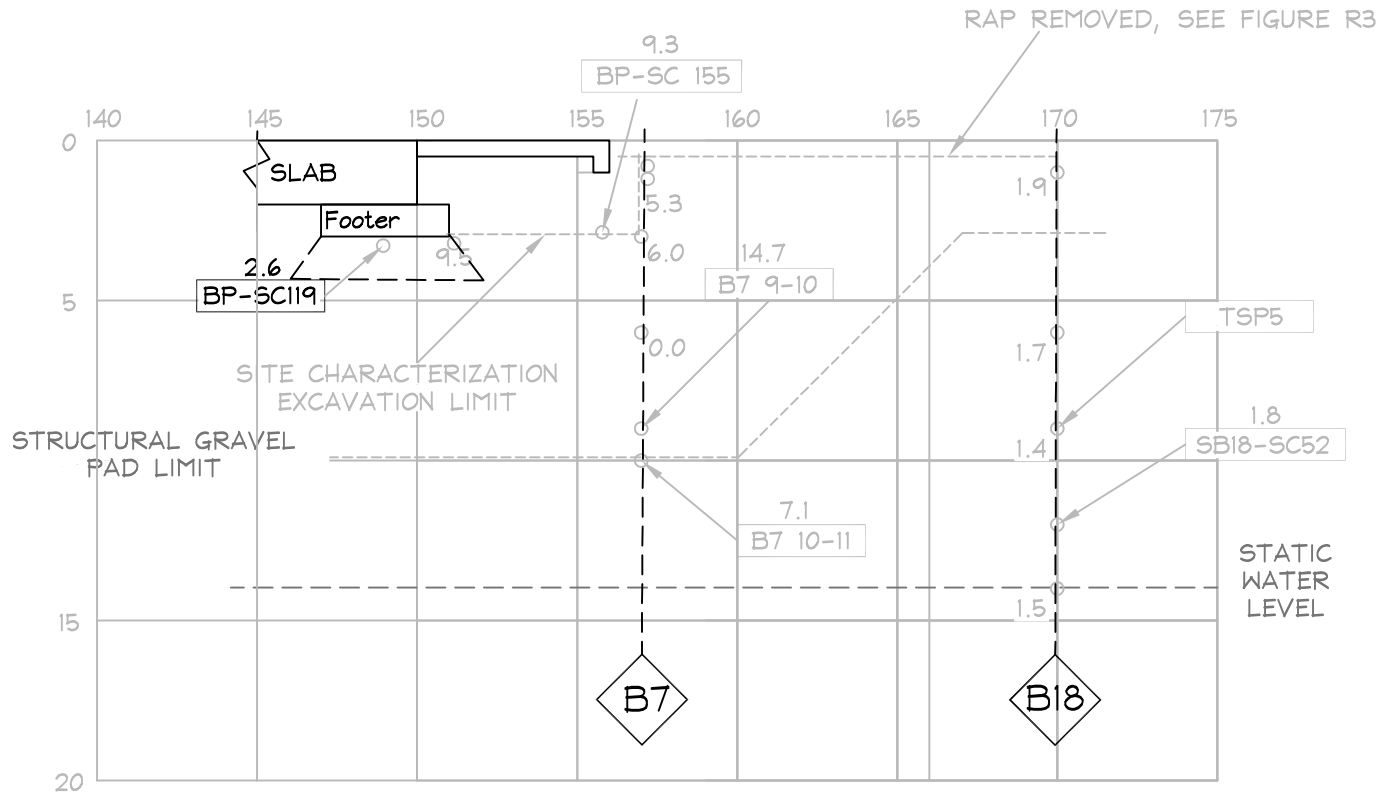 RAP REMOVED, SEE FIGURE R3
9.3
BP-SC 155
140 145 150 155 160 165 170 175
0
SLAB
1.9
Footer
5.3
9.5
6.0
14.7
2.6
B7 9-10
BP-SC119
5
TSP5
0.0
1.7
SITE CHARACTERIZATION
EXCAVATION LIMIT
1.8
STRUCTURAL GRAVEL
PAD LIMIT
1.4
SB18-SC52
7.1
B7 10-11
STATIC
WATER
LEVEL
1.5
15
B7
B18
20